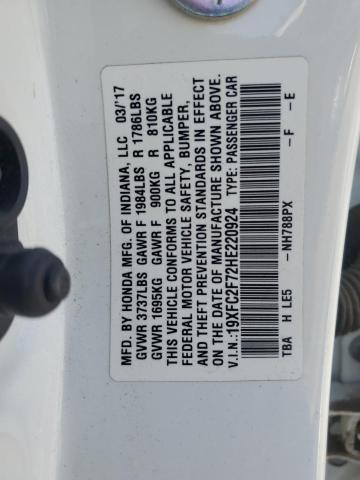 MFD. BY HONDA MFG. OF INDIANA, LLC 03/'17
GVWR 3737LBS GAWR F 1984LBS R 1786LBS
GVWR 1695KG GAWR F 900KG R 810KG
THIS VEHICLE CONFORMS TO ALL APPLICABLE
FEDERAL MOTOR VEHICLE SAFETY, BUMPER,
AND THEFT PREVENTION STANDARDS IN EFFECT
ON THE DATE OF MANUFACTURE SHOWN ABOVE.
V.I.N.:19XFC2F72HE220924 TYPE: PASSENGER CAR
TBA H LE5 -NH788PX -F -E